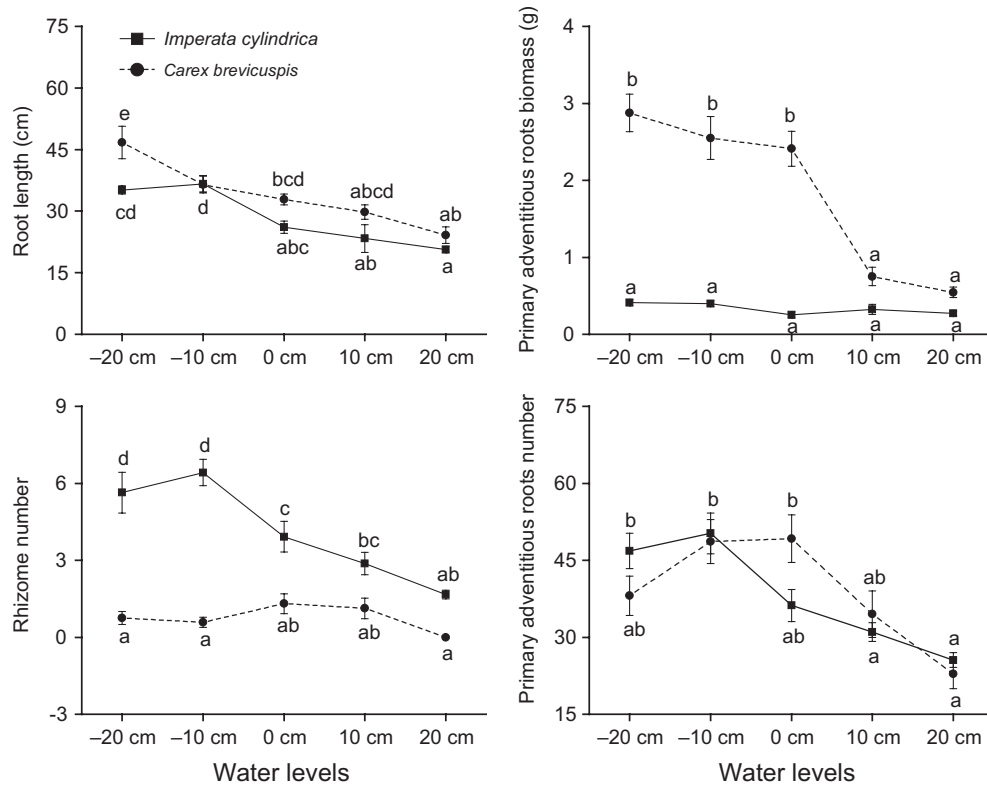 75
60
45
30
15
0
Root length (cm)
Imperata cylindrica
Carex brevicuspis
e
cd
d
bcd
abc
abcd
ab
ab
a
–20 cm –10 cm 0 cm 10 cm 20 cm
4
3
2
1
0
Primary adventitious roots biomass (g)
b
b
b
a
a
a
a
a
a
a
–20 cm –10 cm 0 cm 10 cm 20 cm
9
6
3
0
-3
Rhizome number
d
d
c
bc
ab
a
a
ab
ab
a
–20 cm –10 cm 0 cm 10 cm 20 cm
Water levels
75
60
45
30
15
Primary adventitious roots number
b
b
b
ab
a
ab
ab
a
a
–20 cm –10 cm 0 cm 10 cm 20 cm
Water levels